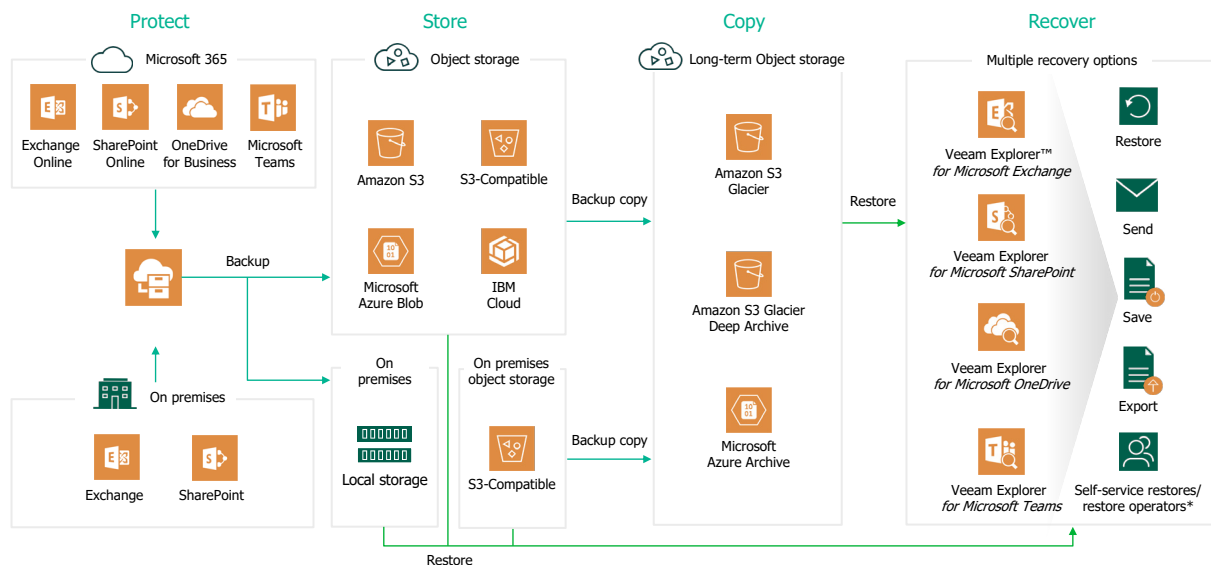 Protect
Store
Copy
Recover
Microsoft 365
Exchange
Online
SharePoint
Online
OneDrive
for Business
Microsoft
Teams
Backup
On premises
Exchange
SharePoint
Object storage
Amazon S3
S3-Compatible
Microsoft
Azure Blob
IBM
Cloud
On
premises
Local storage
On premises
object storage
S3-Compatible
Backup copy
Backup copy
Long-term Object storage
Amazon S3
Glacier
Amazon S3 Glacier
Deep Archive
Microsoft
Azure Archive
Restore
Restore
Multiple recovery options
Veeam Explorer™
for Microsoft Exchange
Veeam Explorer
for Microsoft SharePoint
Veeam Explorer
for Microsoft OneDrive
Veeam Explorer
for Microsoft Teams
Restore
Send
Save
Export
Self-service restores/
restore operators*